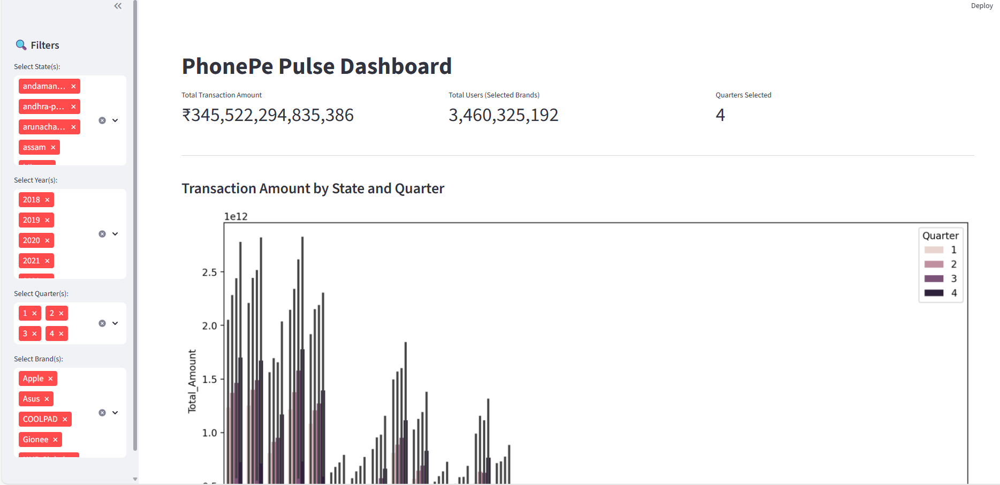 Deploy
🔍 Filters
Select State(s):
andaman... ×
andhra-p... ×
arunacha... ×
assam ×
Select Year(s):
2018 ×
2019 ×
2020 ×
2021 ×
Select Quarter(s):
1 × 2 ×
3 × 4 ×
Select Brand(s):
Apple ×
Asus ×
COOLPAD ×
Gionee ×
PhonePe Pulse Dashboard
Total Transaction Amount
₹345,522,294,835,386
Total Users (Selected Brands)
3,460,325,192
Quarters Selected
4
Transaction Amount by State and Quarter
1e12
2.5
2.0
1.5
1.0
Total_Amount
Quarter
1
2
3
4